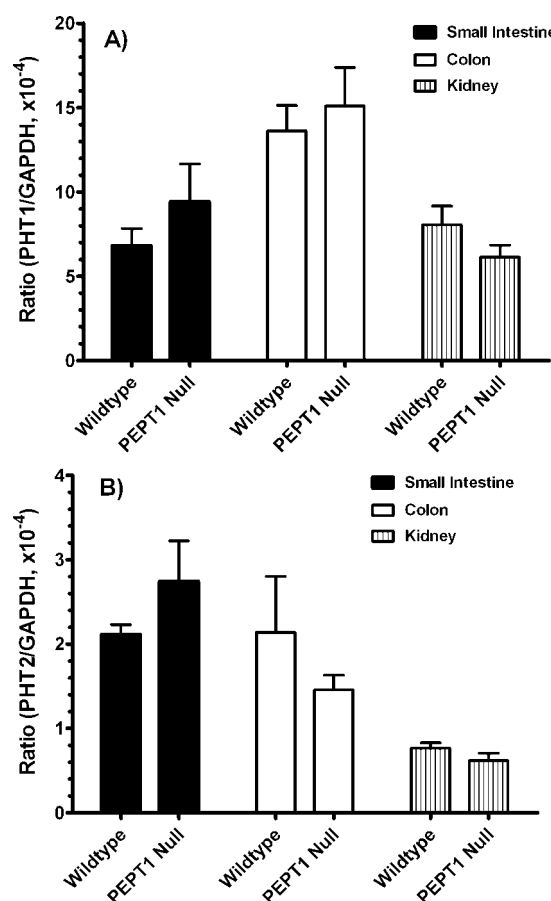 A)
Small Intestine
Colon
Kidney
Ratio (PHT1/GAPDH, x10-4)
20
15
10
5
0
Wildtype
PEPT1 Null
Wildtype
PEPT1 Null
Wildtype
PEPT1 Null
B)
Small Intestine
Colon
Kidney
Ratio (PHT2/GAPDH, x10-4)
4
3
2
1
0
Wildtype
PEPT1 Null
Wildtype
PEPT1 Null
Wildtype
PEPT1 Null